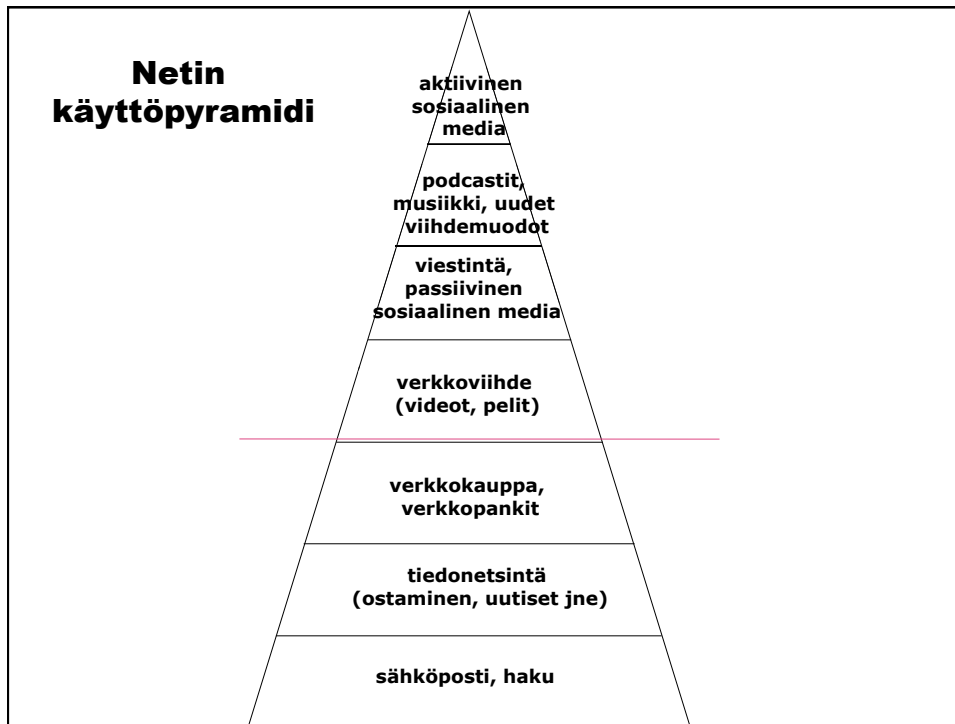 Netin
käyttöpyramidi
aktiivinen
sosiaalinen
media
podcastit,
musiikki, uudet
viihdemuodot
viestintä,
passiivinen
sosiaalinen media
verkkoviihde
(videot, pelit)
verkkokauppa,
verkkopankit
tiedonetsintä
(ostaminen, uutiset jne)
sähköposti, haku